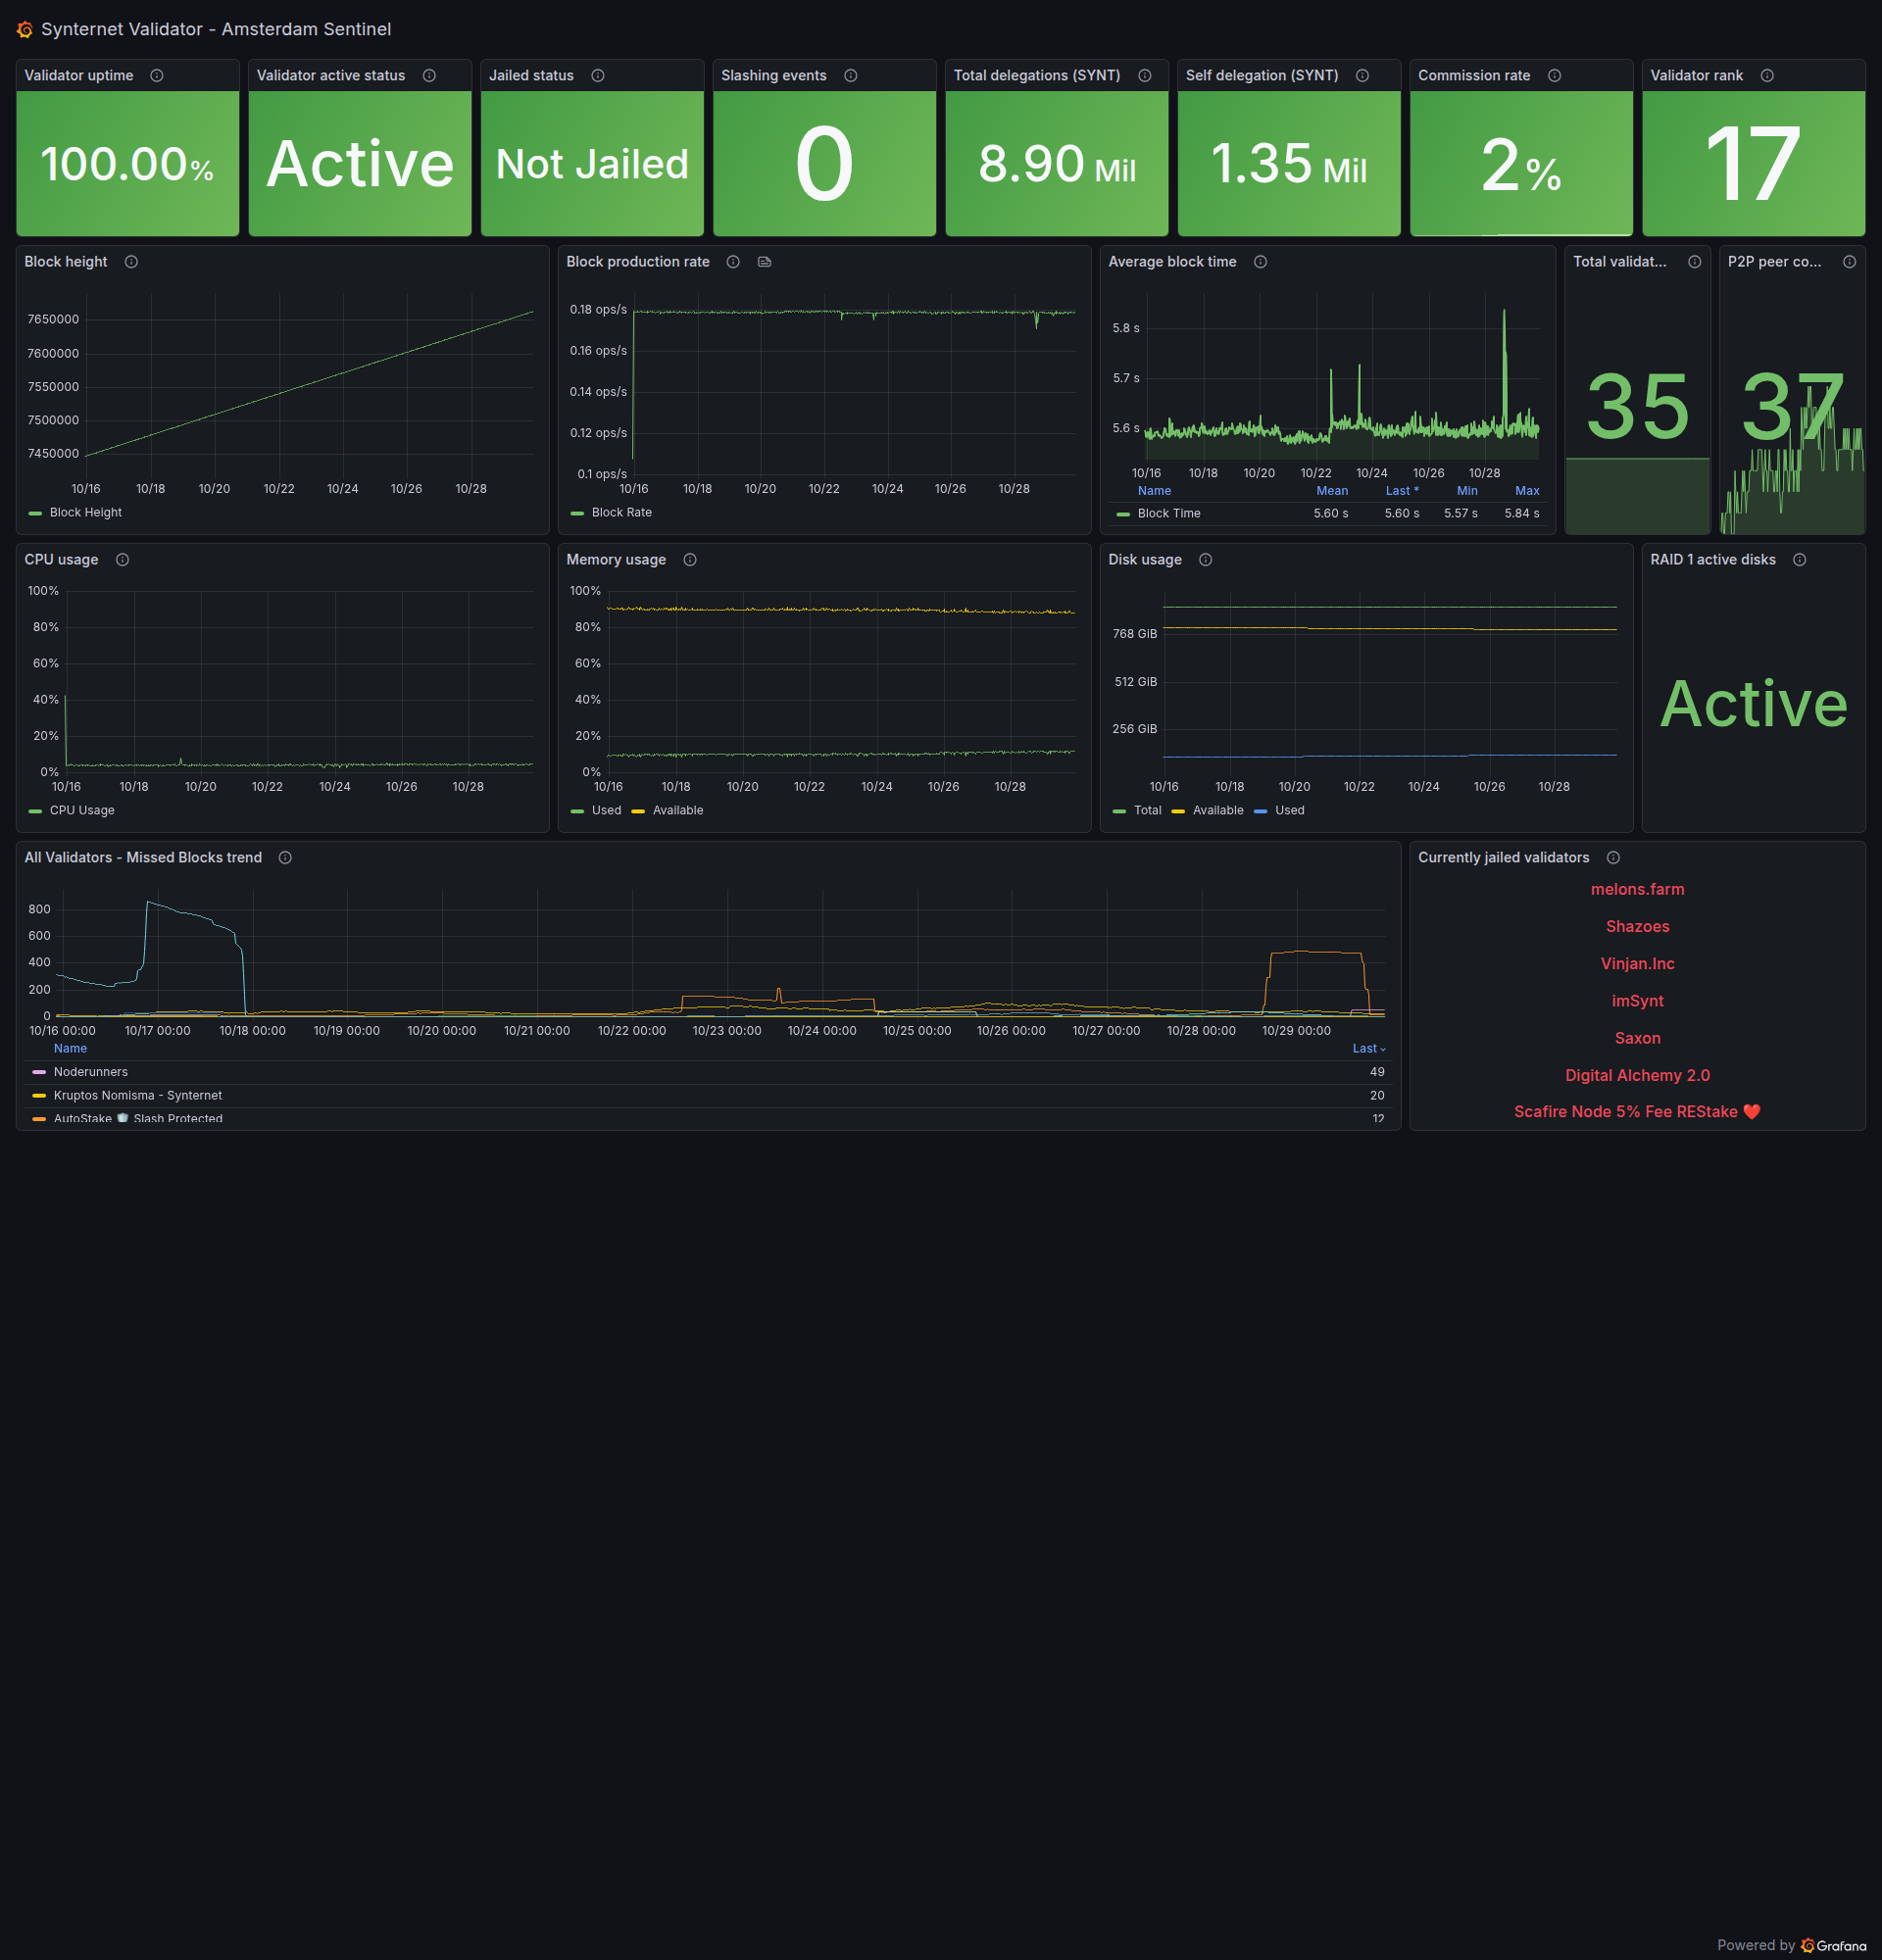 Synternet Validator - Amsterdam Sentinel
Validator uptime
100.00%
Validator active status
Active
Jailed status
Not Jailed
Slashing events
0
Total delegations (SYNT)
8.90 Mil
Self delegation (SYNT)
1.35 Mil
Commission rate
2%
Validator rank
17
Block height
7650000
7600000
7550000
7500000
7450000
10/16 10/18 10/20 10/22 10/24 10/26 10/28
Block Height
Block production rate
0.18 ops/s
0.16 ops/s
0.14 ops/s
0.12 ops/s
0.1 ops/s
10/16 10/18 10/20 10/22 10/24 10/26 10/28
Block Rate
Average block time
5.8 s
5.7 s
5.6 s
10/16 10/18 10/20 10/22 10/24 10/26 10/28
Name Mean Last * Min Max
Block TIme 5.60 s 5.60 s 5.57 s 5.84 s
Total validat...
35
P2P peer co...
37
CPU usage
100%
80%
60%
40%
20%
0%
10/16 10/18 10/20 10/22 10/24 10/26 10/28
CPU Usage
Memory usage
100%
80%
60%
40%
20%
0%
10/16 10/18 10/20 10/22 10/24 10/26 10/28
Used Available
Disk usage
768 GiB
512 GiB
256 GiB
10/16 10/18 10/20 10/22 10/24 10/26 10/28
Total Available Used
RAID 1 active disks
Active
All Validators - Missed Blocks trend
800
600
400
200
0
10/16 00:00 10/17 00:00 10/18 00:00 10/19 00:00 10/20 00:00 10/21 00:00 10/22 00:00 10/23 00:00 10/24 00:00 10/25 00:00 10/26 00:00 10/27 00:00 10/28 00:00 10/29 00:00
Name Last
Noderunners 49
Kruptos Nomisma - Synternet 20
AutoStake 🛡️ Slash Protected 12
Currently jailed validators
melons.farm
Shazoes
Vinjan.Inc
imSynt
Saxon
Digital Alchemy 2.0
Scafire Node 5% Fee REStake ❤️
Powered by Grafana